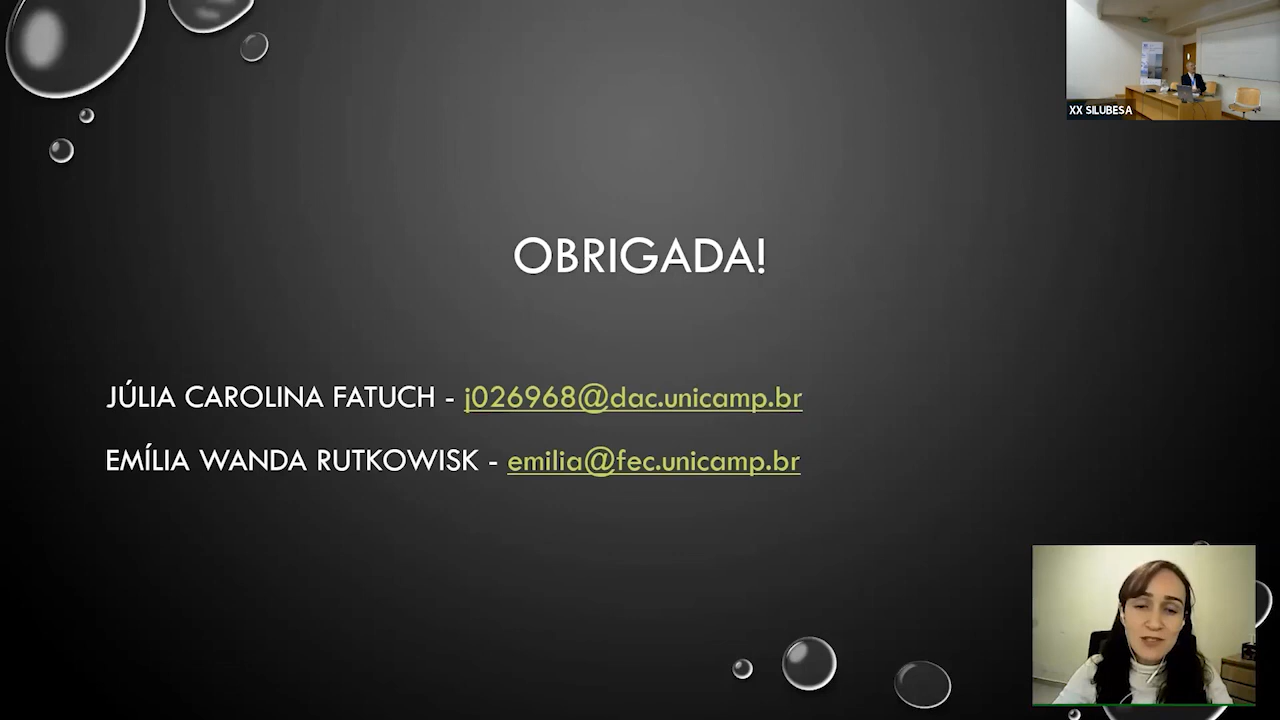 XX SILUBESA
OBRIGADA!
JÚLIA CAROLINA FATUCH - j026968@dac.unicamp.br
EMÍLIA WANDA RUTKOWISK - emilia@fec.unicamp.br